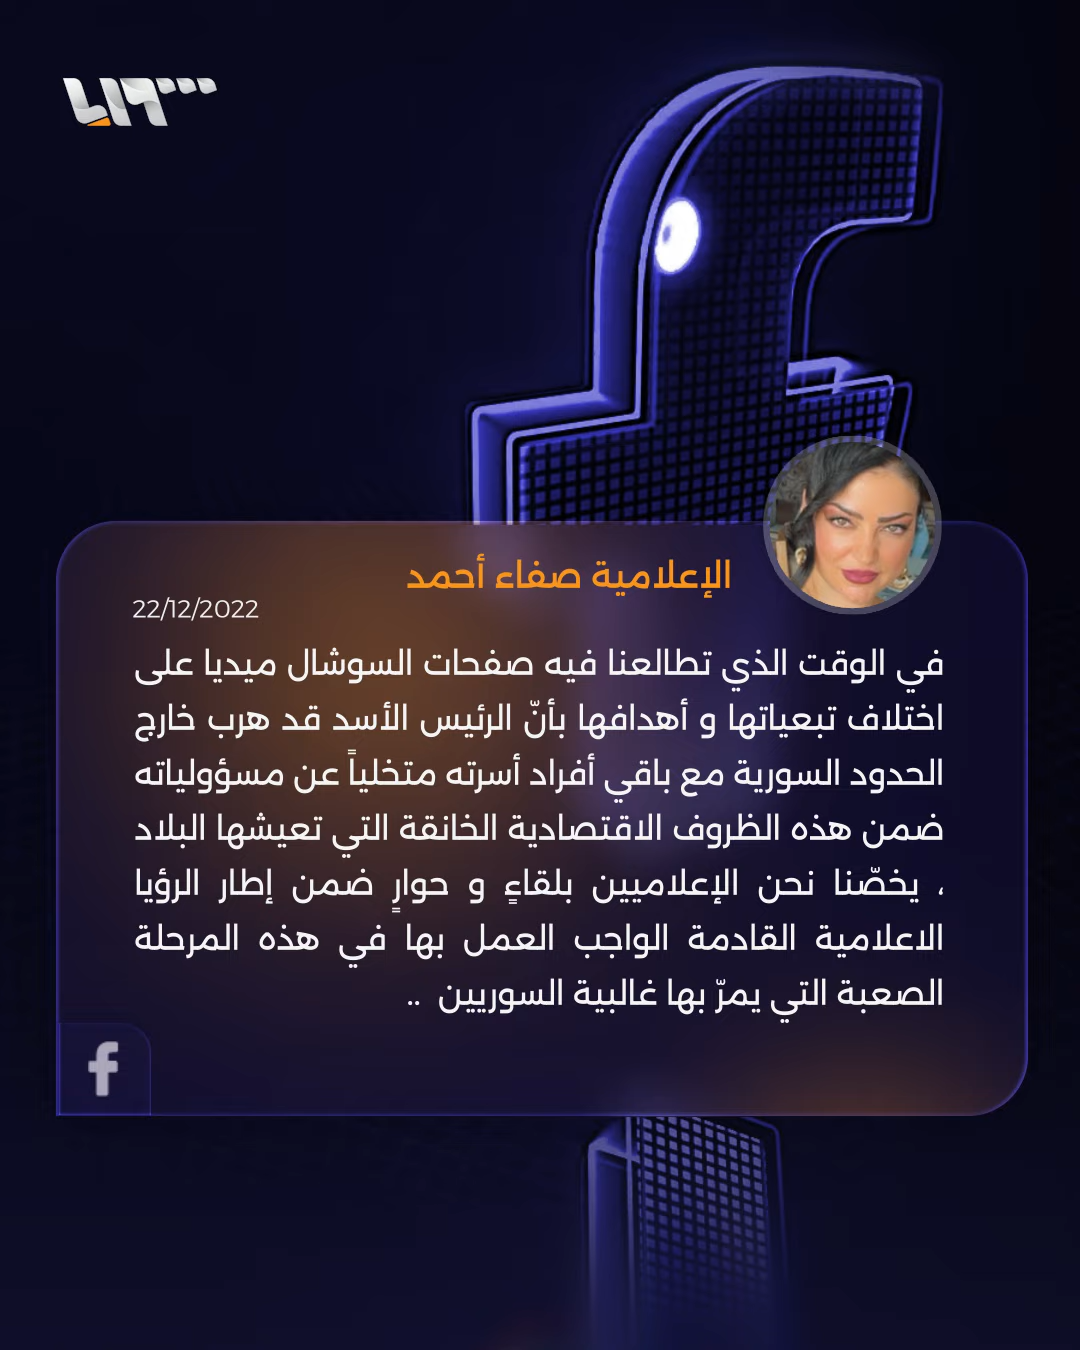 الإعلامية صفاء أحمد
22/12/2022
في الوقت الذي تطالعنا فيه صفحات السوشال ميديا على
اختلاف تبعياتها و أهدافها بأنّ الرئيس الأسد قد هرب خارج
الحدود السورية مع باقي أفراد أسرته متخلياً عن مسؤولياته
ضمن هذه الظروف الاقتصادية الخانقة التي تعيشها البلاد
، يخصّنا نحن الإعلاميين بلقاءٍ و حوارٍ ضمن إطار الرؤيا
الاعلامية القادمة الواجب العمل بها في هذه المرحلة
الصعبة التي يمرّ بها غالبية السوريين ..